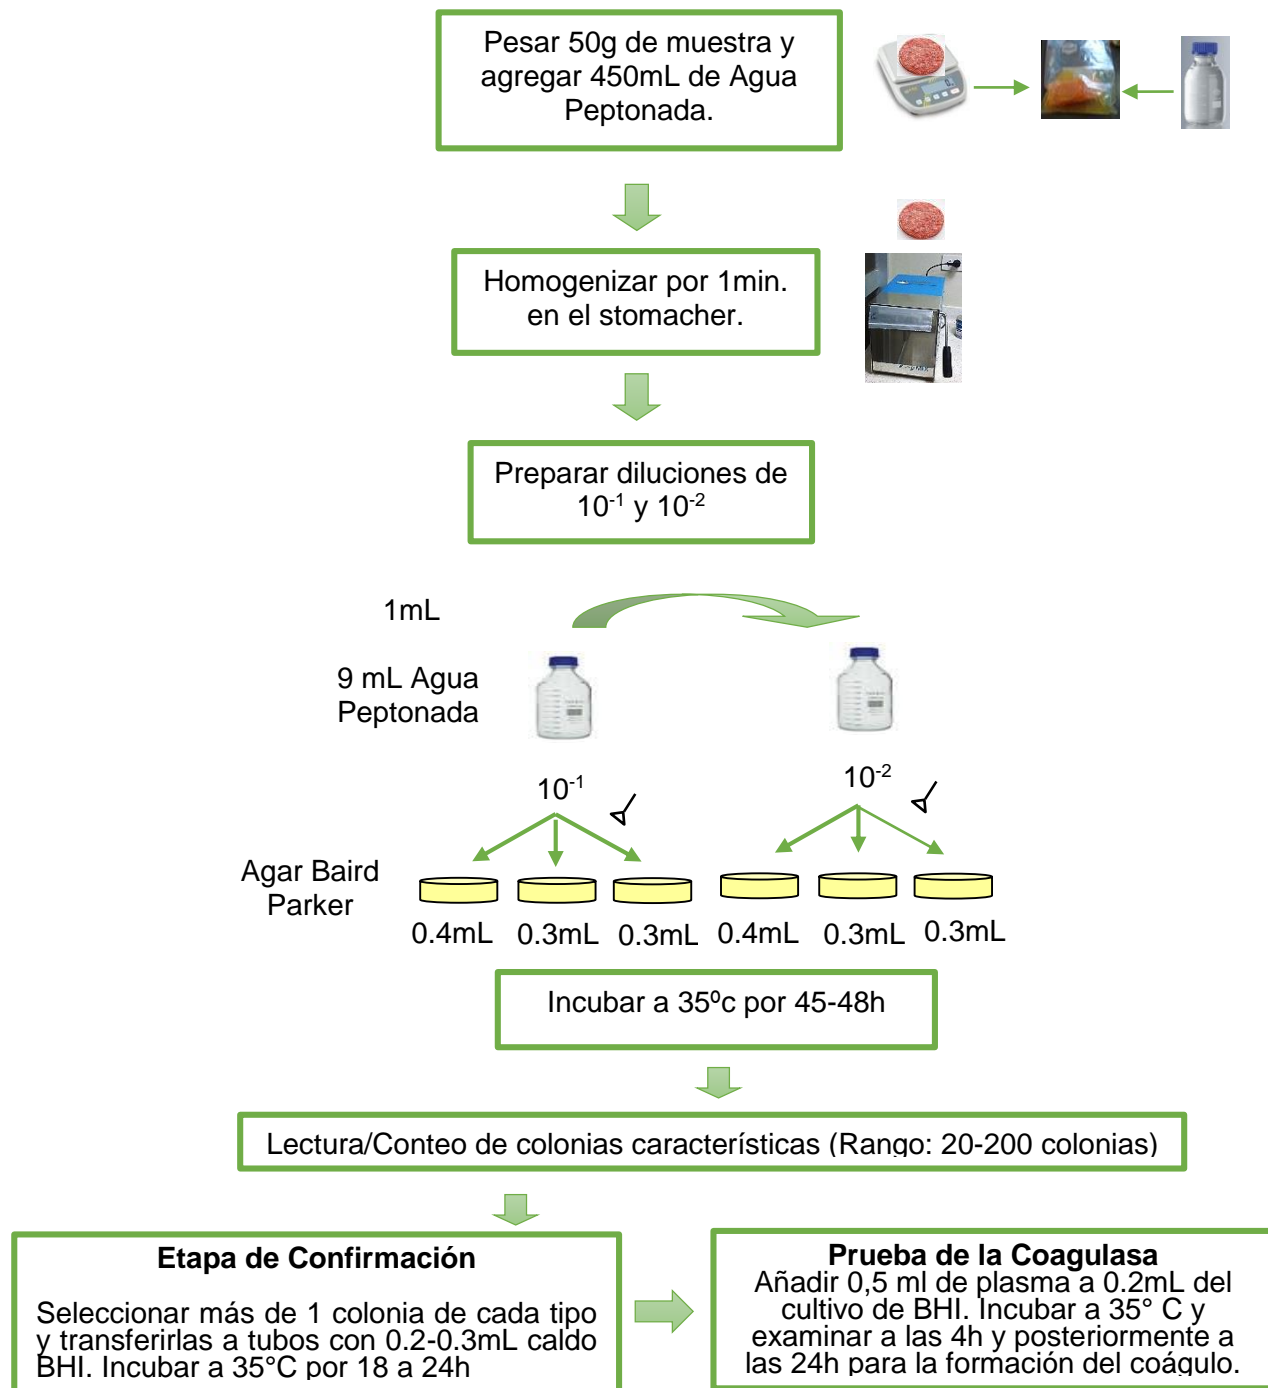 Pesar 50g de muestra y
agregar 450mL de Agua
Peptonada.
Homogenizar por 1min.
en el stomacher.
Preparar diluciones de
10⁻¹ y 10⁻²
1mL
9 mL Agua
Peptonada
10⁻¹
10⁻²
Agar Baird
Parker
0.4mL 0.3mL 0.3mL 0.4mL 0.3mL 0.3mL
Incubar a 35ºc por 45-48h
Lectura/Conteo de colonias características (Rango: 20-200 colonias)
Etapa de Confirmación
Seleccionar más de 1 colonia de cada tipo
y transferirlas a tubos con 0.2-0.3mL caldo
BHI. Incubar a 35°C por 18 a 24h
Prueba de la Coagulasa
Añadir 0,5 ml de plasma a 0.2mL del
cultivo de BHI. Incubar a 35° C y
examinar a las 4h y posteriormente a
las 24h para la formación del coágulo.